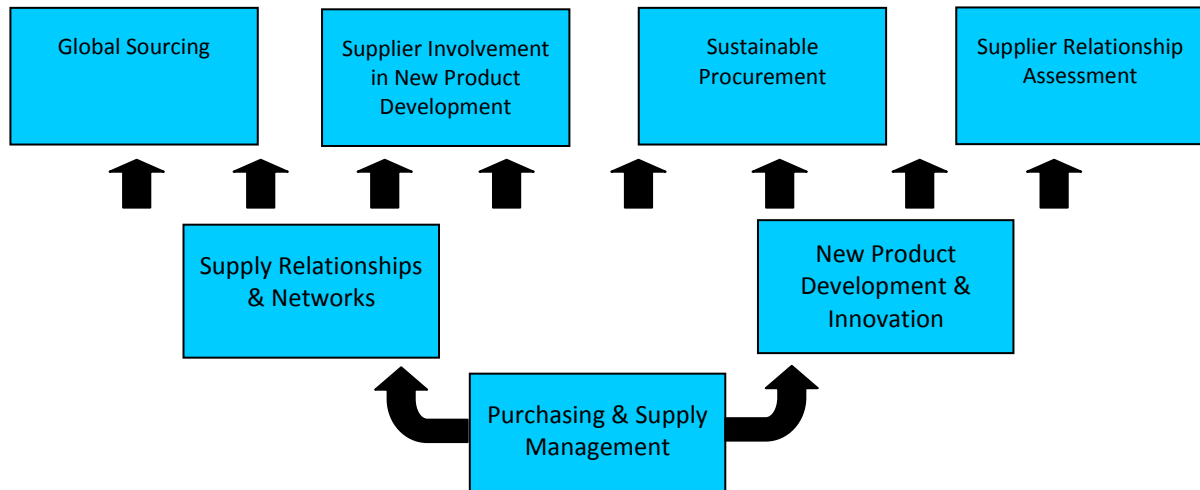 Global Sourcing
Supplier Involvement
in New Product
Development
Sustainable
Procurement
Supplier Relationship
Assessment
Supply Relationships
& Networks
New Product
Development &
Innovation
Purchasing & Supply
Management